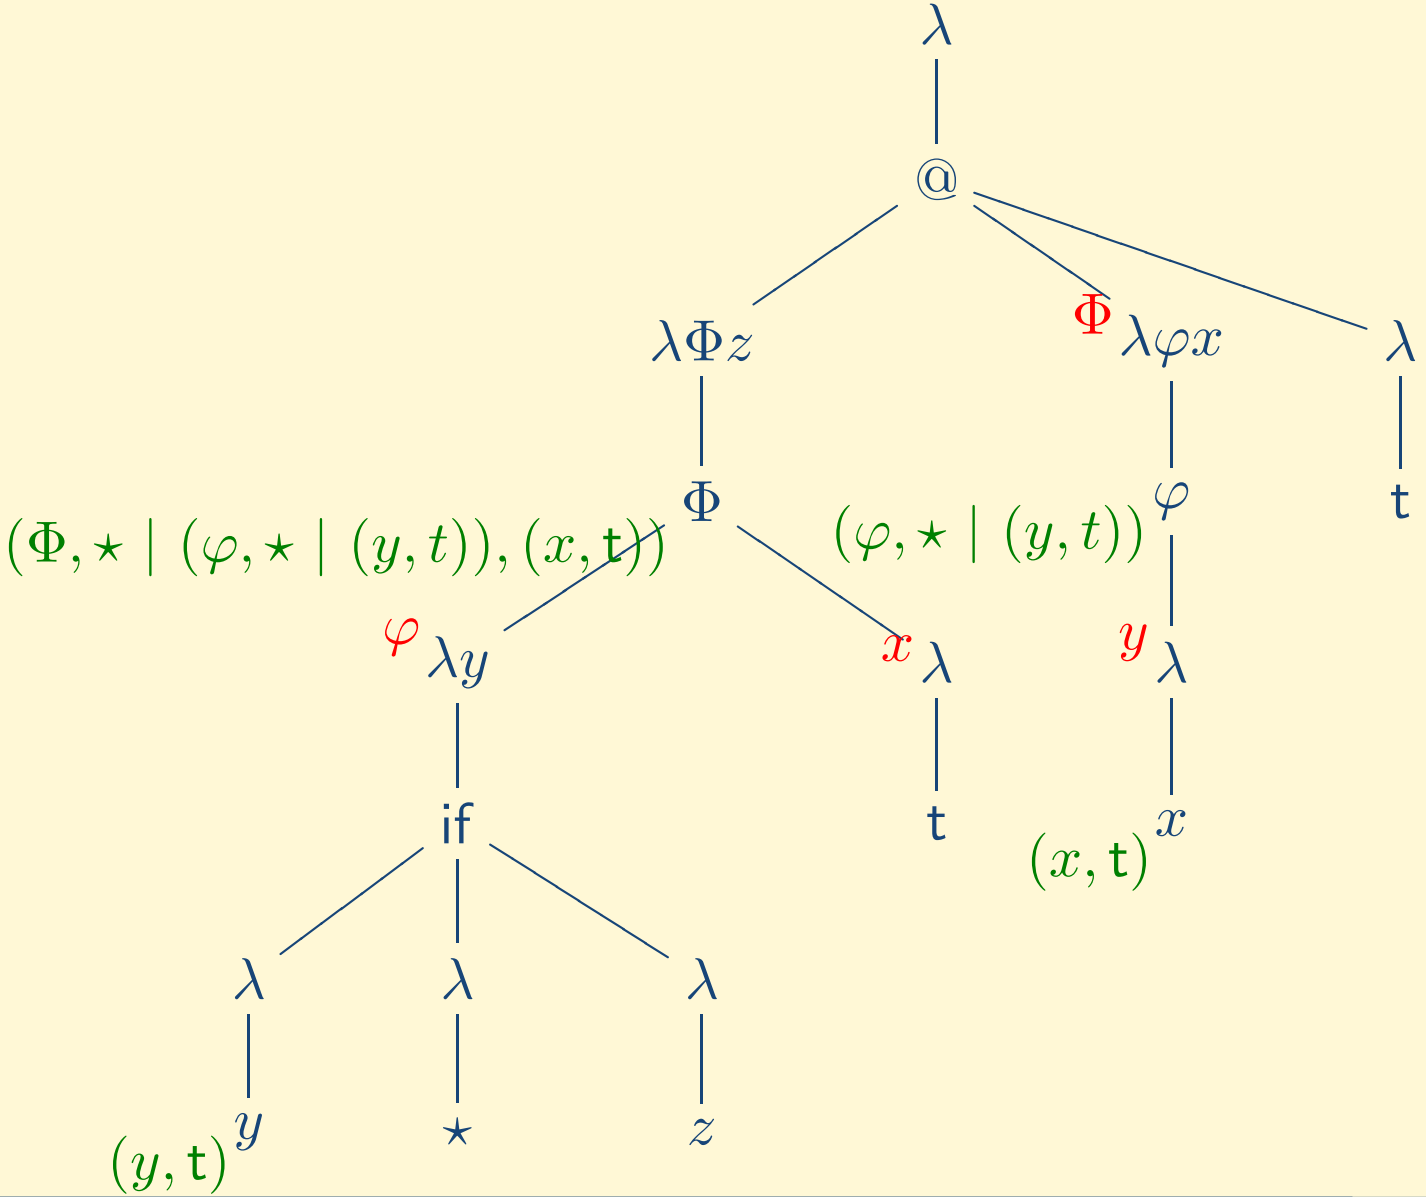 λ
@
λΦz Φ λφx λ
Φ φ t
(Φ, ⋆ | (φ, ⋆ | (y, t)), (x, t)) (φ, ⋆ | (y, t))
φ λy x λ y λ
if t x
(x, t)
λ λ λ
y ⋆ z
(y, t)